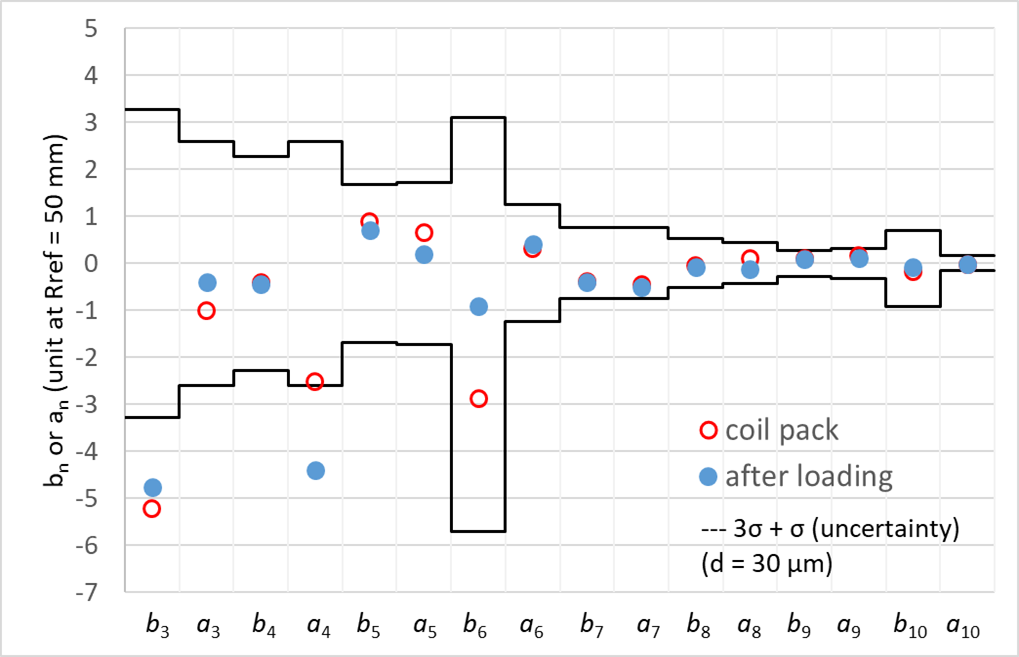 5
4
3
2
1
0
-1
-2
-3
-4
-5
-6
-7
bn or an (unit at Rref = 50 mm)
coil pack
after loading
--- 3σ + σ (uncertainty)
(d = 30 μm)
b3 a3 b4 a4 b5 a5 b6 a6 b7 a7 b8 a8 b9 a9 b10 a10